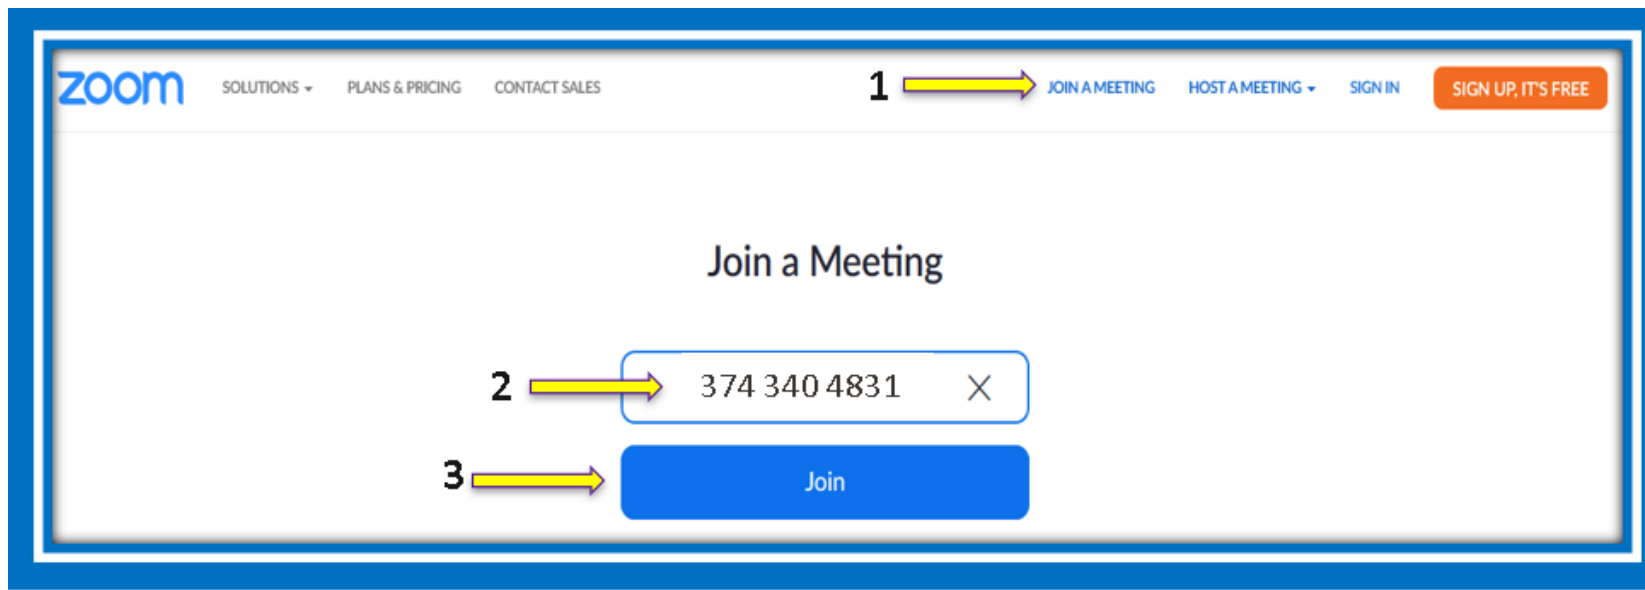 zoom SOLUTIONS PLANS & PRICING CONTACT SALES 1 JOIN A MEETING HOST A MEETING SIGN IN SIGN UP, IT'S FREE
Join a Meeting
2 374 340 4831
3 Join